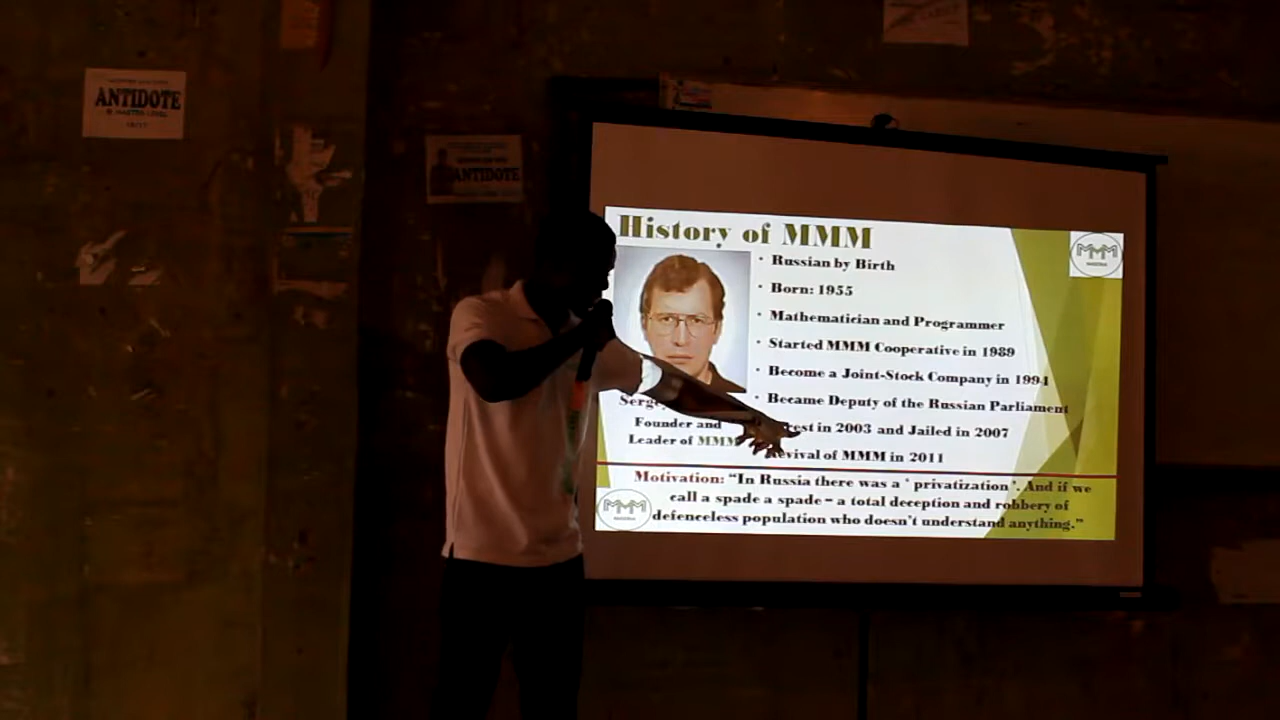 ANTIDOTE
ANTIDOTE
History of MMM
MMM
• Russian by Birth
• Born: 1955
• Mathematician and Programmer
• Started MMM Cooperative in 1989
• Become a Joint-Stock Company in 1994
• Became Deputy of the Russian Parliament
in 2003 and Jailed in 2007
of MMM in 2011
Founder and
Leader of MMM
Motivation: “In Russia there was a ‘ privatization ’. And if we
call a spade a spade – a total deception and robbery of
defenceless population who doesn’t understand anything.”
MMM